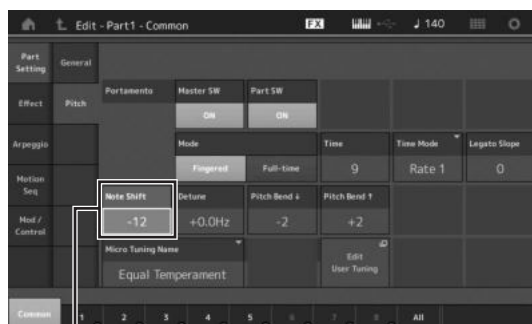 Edit - Part1 - Common FX 140
Part Setting
General
Effect
Pitch
Arpeggio
Motion Seq
Mod / Control
Portamento
Master SW
ON
Part SW
ON
Mode
Fingered
Full-time
Time
9
Time Mode
Rate 1
Legato Slope
0
Note Shift
-12
Detune
+0.0Hz
Pitch Bend ↓
-2
Pitch Bend ↑
+2
Micro Tuning Name
Equal Temperament
Edit
User Tuning
Common 1 2 3 4 5 6 7 8 All